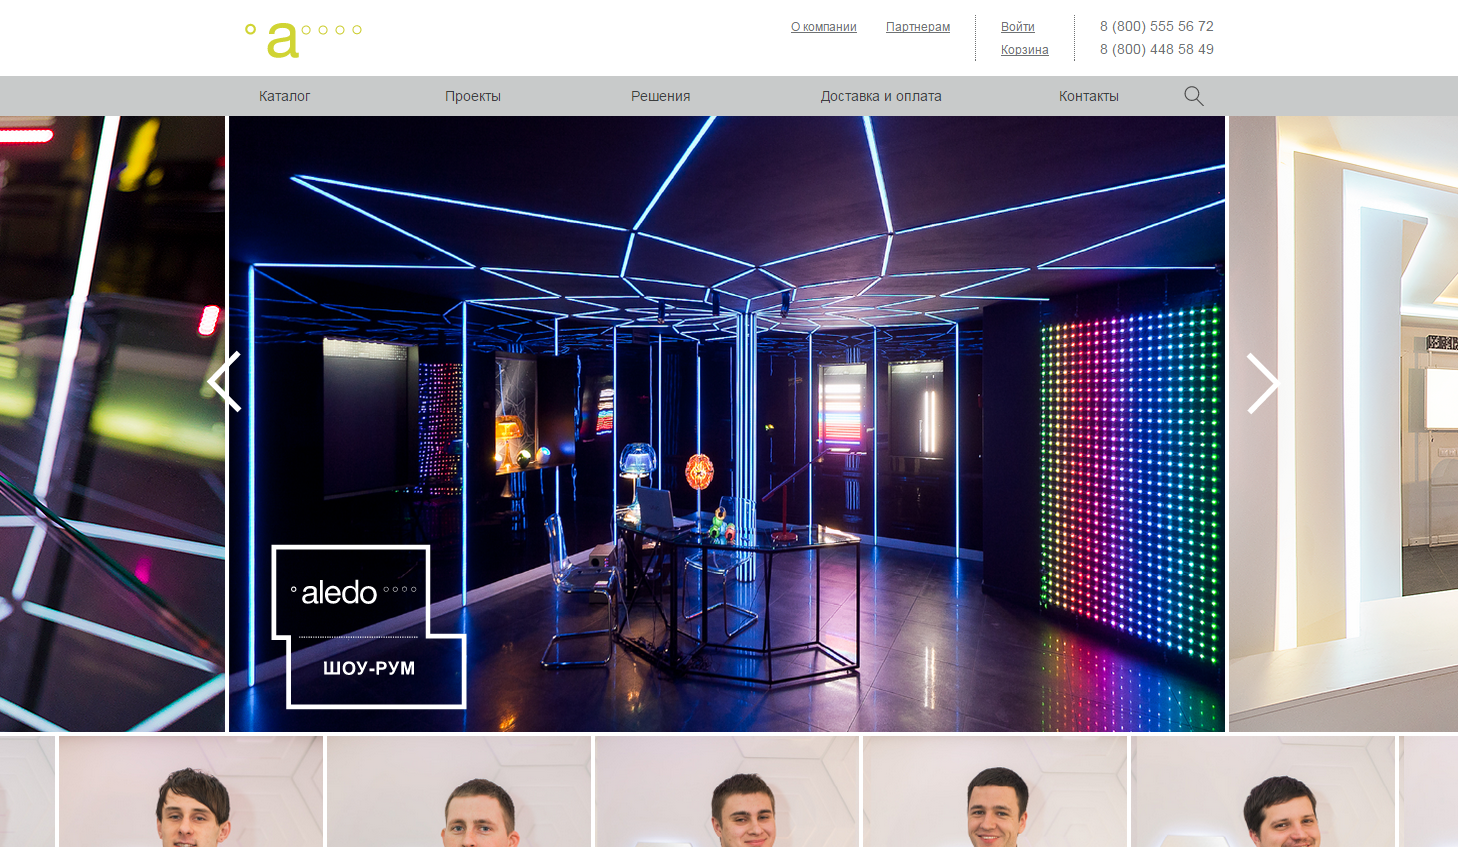 a
О компании
Партнерам
Войти
Корзина
8 (800) 555 56 72
8 (800) 448 58 49
Каталог
Проекты
Решения
Доставка и оплата
Контакты
aledo
ШОУ-РУМ